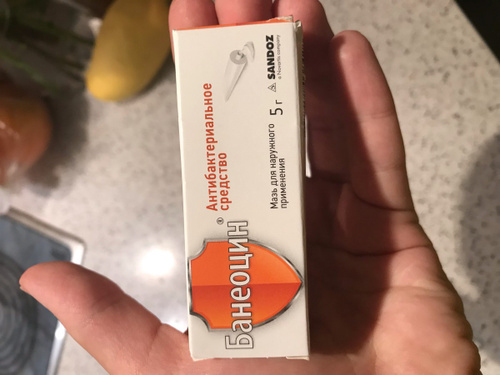 Банеоцин®
Антибактериальное
средство
Мазь для наружного
применения
5 г
SANDOZ